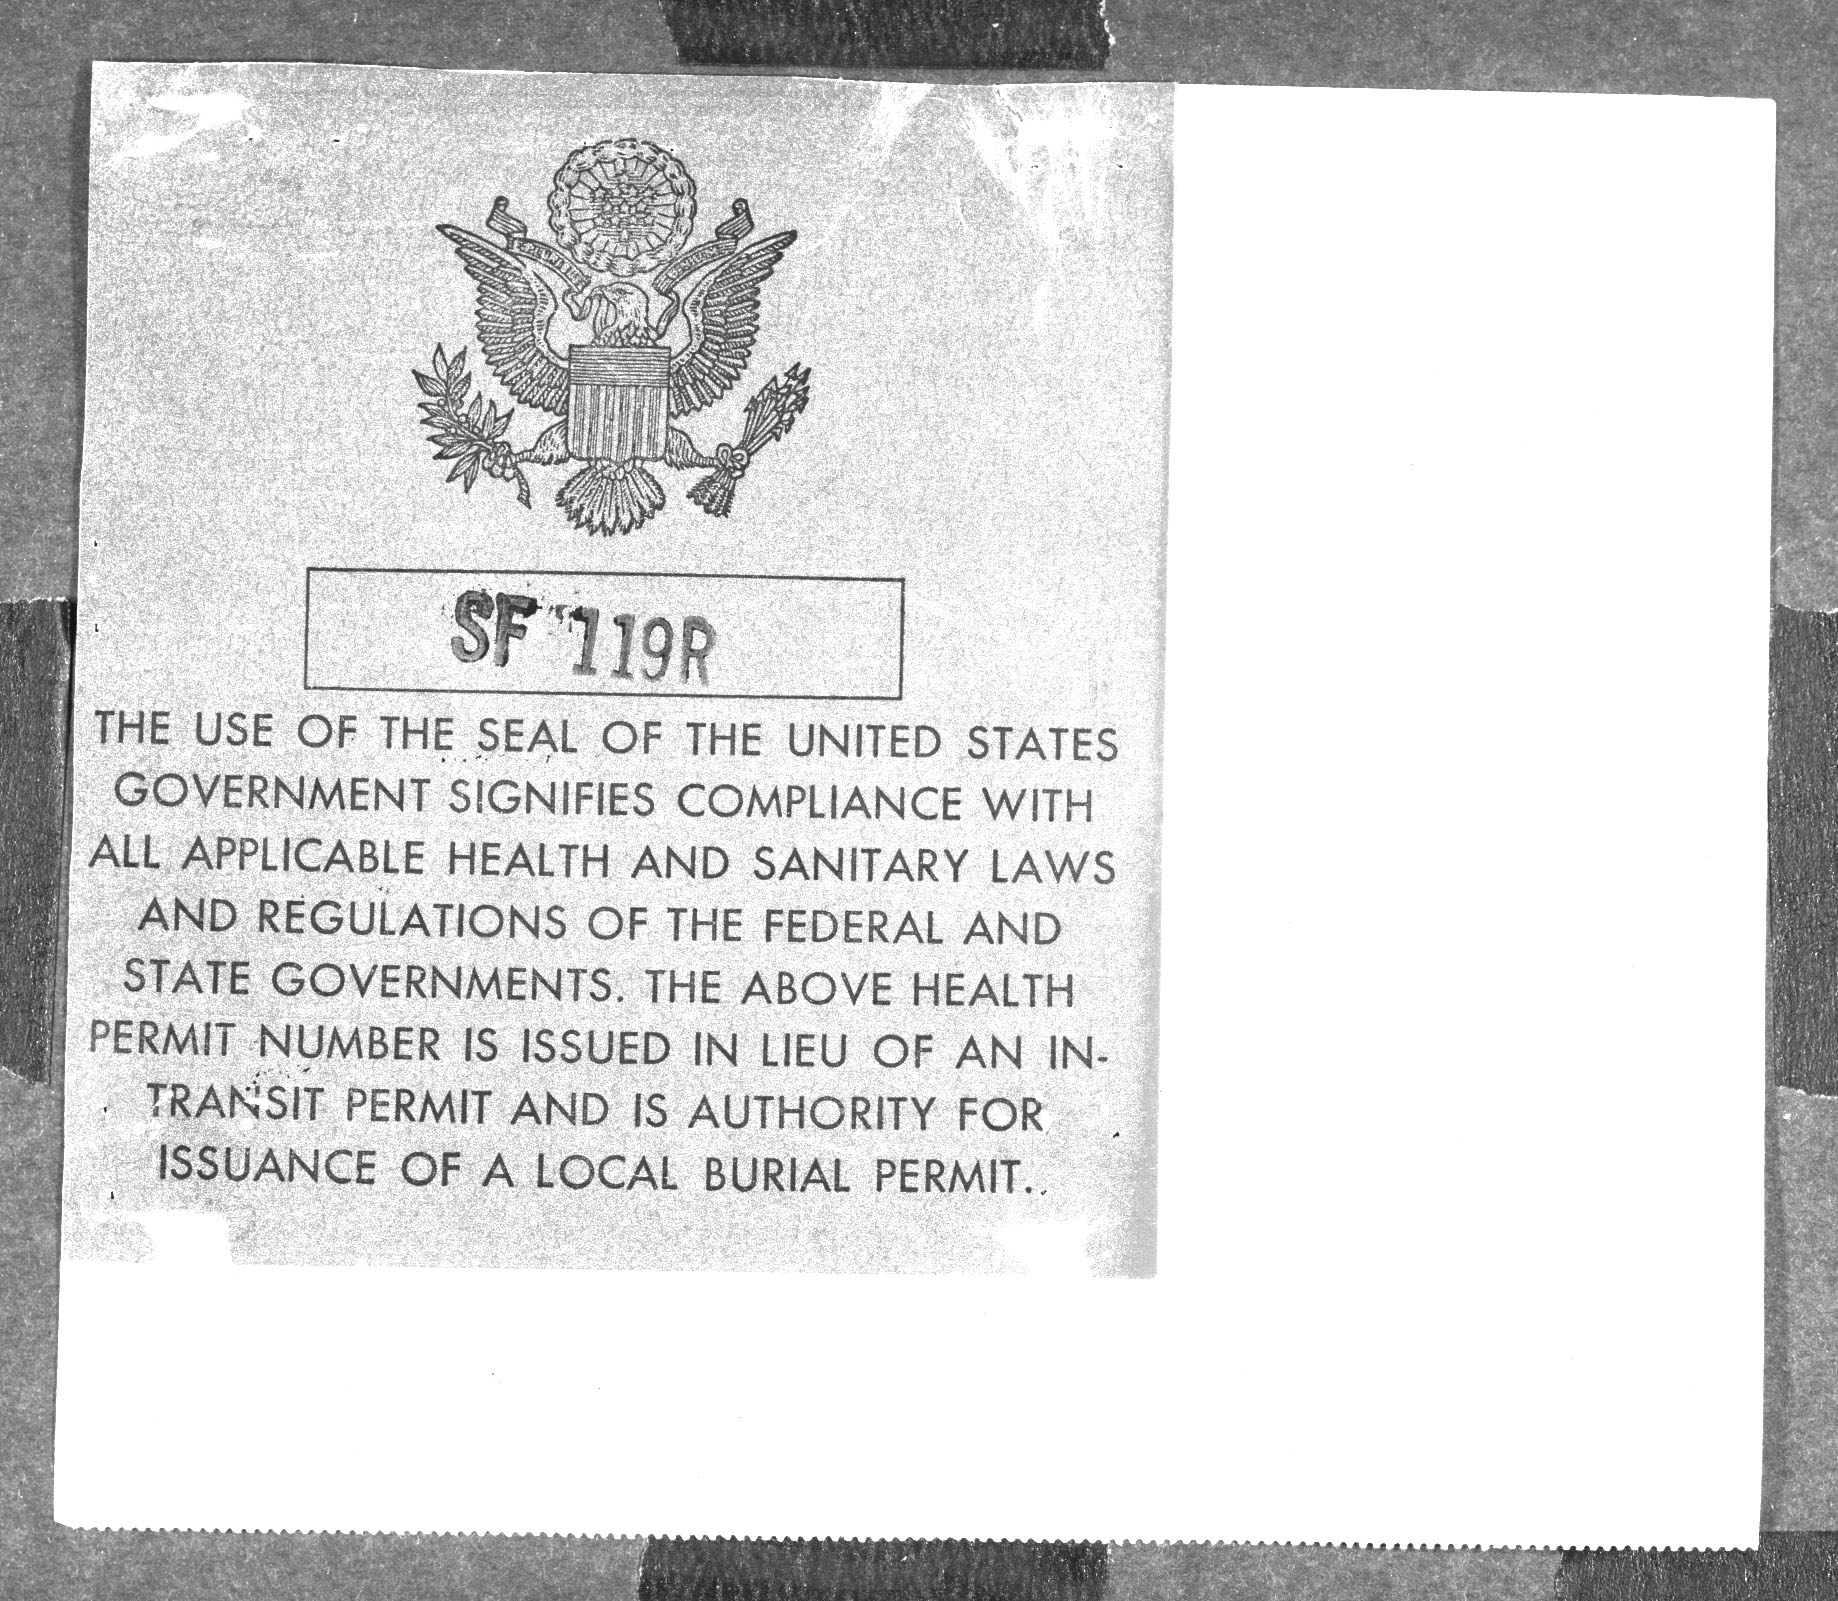 SF 119R
THE USE OF THE SEAL OF THE UNITED STATES
GOVERNMENT SIGNIFIES COMPLIANCE WITH
ALL APPLICABLE HEALTH AND SANITARY LAWS
AND REGULATIONS OF THE FEDERAL AND
STATE GOVERNMENTS. THE ABOVE HEALTH
PERMIT NUMBER IS ISSUED IN LIEU OF AN IN-
TRANSIT PERMIT AND IS AUTHORITY FOR
ISSUANCE OF A LOCAL BURIAL PERMIT.